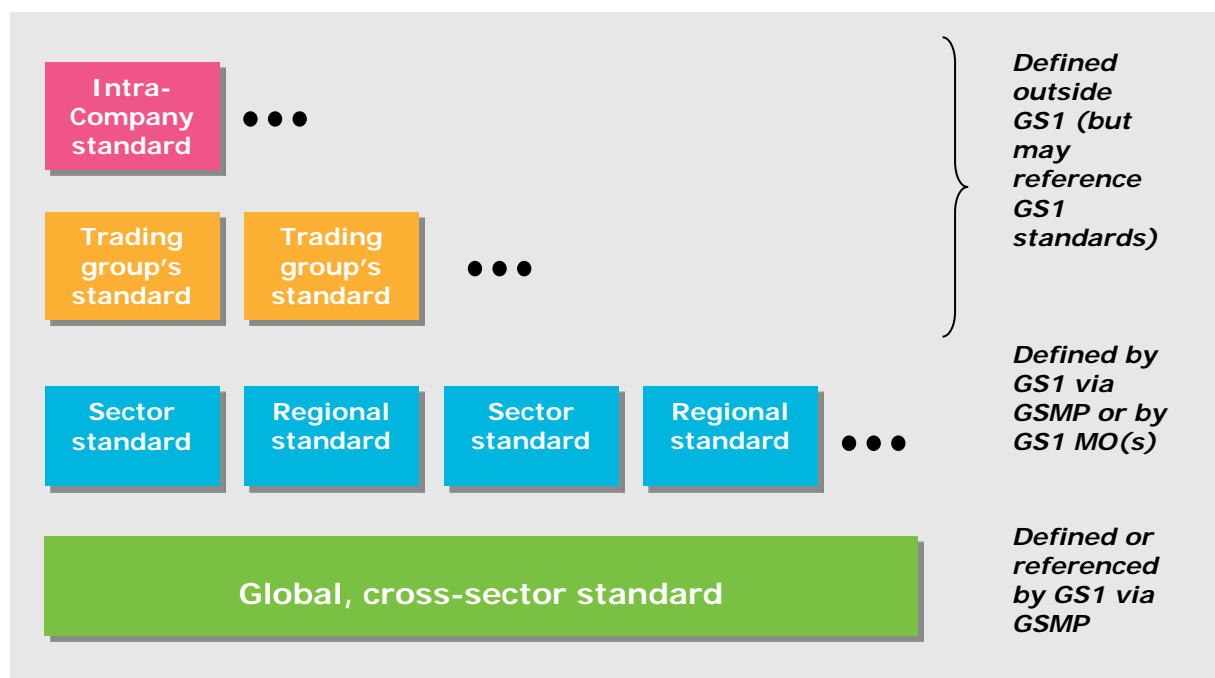 Intra-
Company
standard
Defined
outside
GS1 (but
may
reference
GS1
standards)
Trading
group's
standard
Trading
group's
standard
Defined by
GS1 via
GSMP or by
GS1 MO(s)
Sector
standard
Regional
standard
Sector
standard
Regional
standard
Defined or
referenced
by GS1 via
GSMP
Global, cross-sector standard